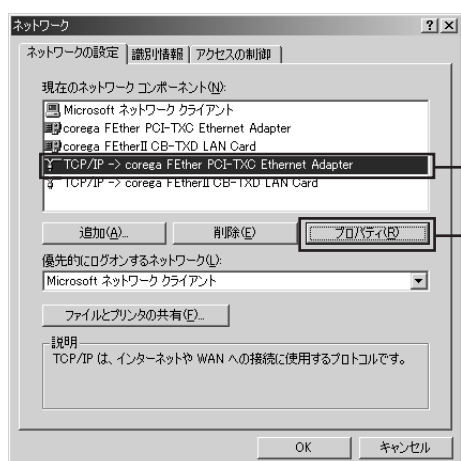 ネットワーク
ネットワークの設定 識別情報 アクセスの制御
現在のネットワーク コンポーネント(N):
Microsoft ネットワーク クライアント
corega FEther PCI-TXC Ethernet Adapter
corega FEtherII CB-TXD LAN Card
TCP/IP -> corega FEther PCI-TXC Ethernet Adapter
TCP/IP -> corega FEtherII CB-TXD LAN Card
追加(A)... 削除(E) プロパティ(R)
優先的にログオンするネットワーク(L):
Microsoft ネットワーク クライアント
ファイルとプリンタの共有(F)...
説明
TCP/IP は、インターネットや WAN への接続に使用するプロトコルです。
OK キャンセル